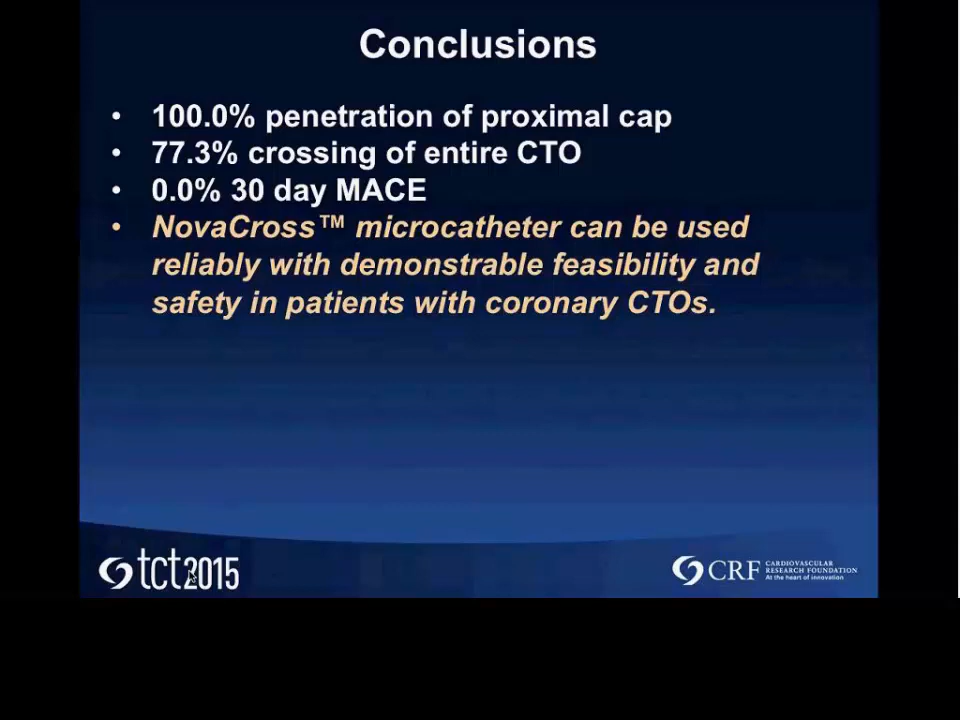 Conclusions
• 100.0% penetration of proximal cap
• 77.3% crossing of entire CTO
• 0.0% 30 day MACE
• NovaCross™ microcatheter can be used
reliably with demonstrable feasibility and
safety in patients with coronary CTOs.
tct2015
CRF
CARDIOVASCULAR
RESEARCH FOUNDATION
At the heart of innovation